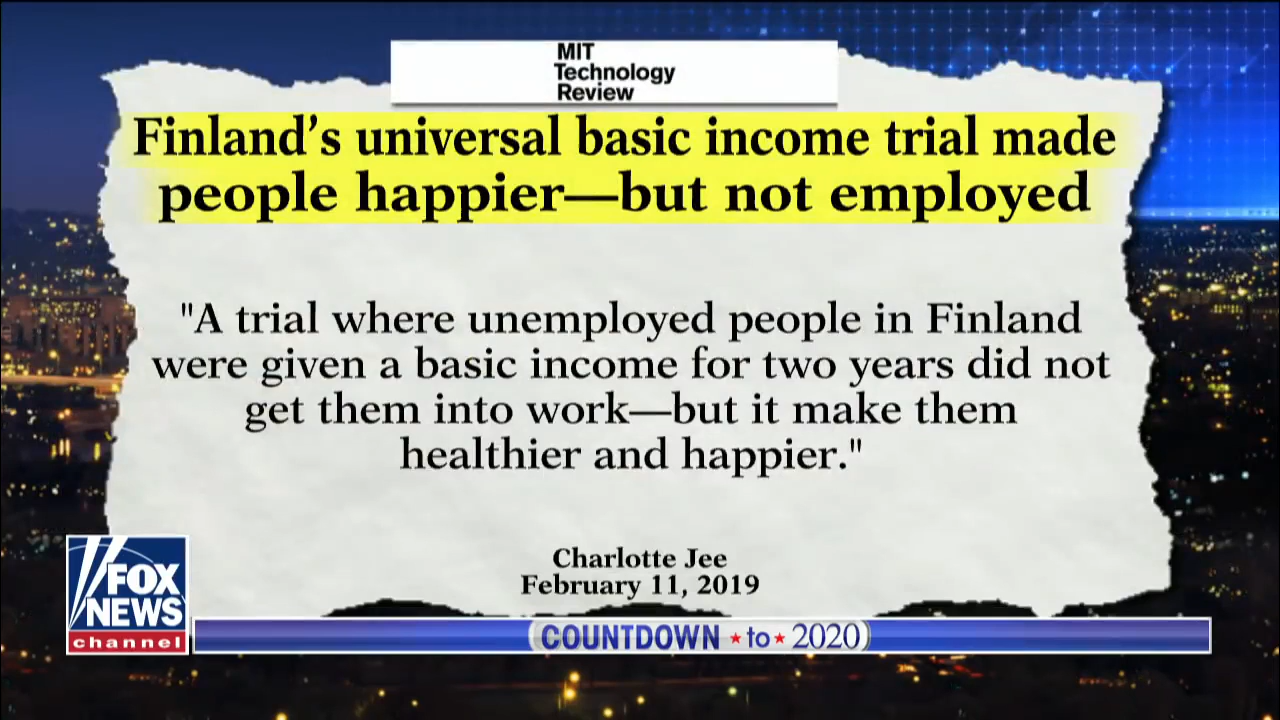 MIT
Technology
Review
Finland’s universal basic income trial made
people happier—but not employed
"A trial where unemployed people in Finland
were given a basic income for two years did not
get them into work—but it make them
healthier and happier."
Charlotte Jee
February 11, 2019
FOX
NEWS
channel
COUNTDOWN to 2020